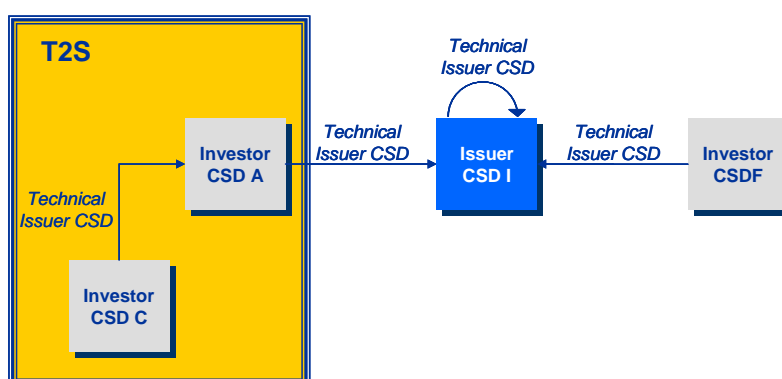 T2S
Technical
Issuer CSD
Technical
Issuer CSD
Technical
Issuer CSD
Investor
CSD A
Issuer
CSD I
Investor
CSDF
Technical
Issuer CSD
Investor
CSD C